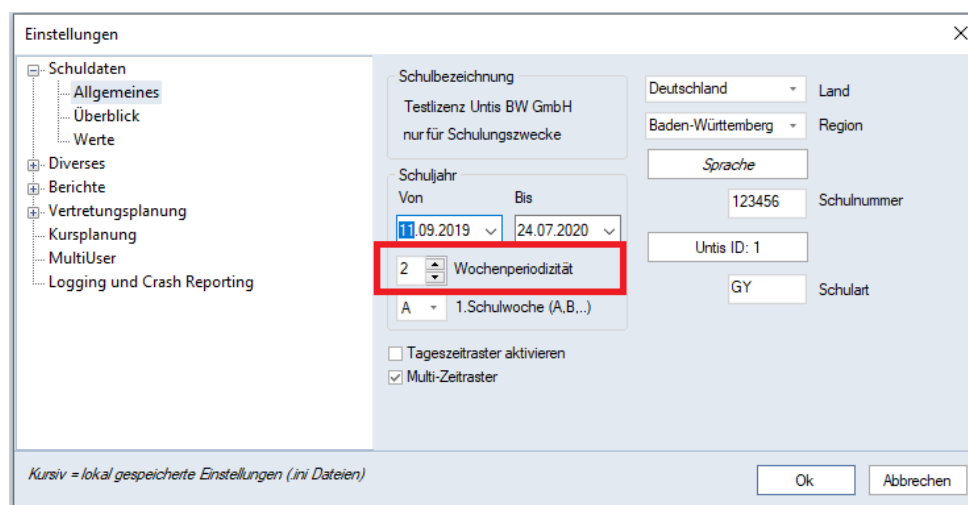 Einstellungen
Schuldaten
Allgemeines
Überblick
Werte
Diverses
Berichte
Vertretungsplanung
Kursplanung
MultiUser
Logging und Crash Reporting
Schulbezeichnung
Testlizenz Untis BW GmbH
nur für Schulungszwecke
Schuljahr
Von Bis
11.09.2019 24.07.2020
2 Wochenperiodizität
A 1.Schulwoche (A,B,..)
Tageszeitraster aktivieren
Multi-Zeitraster
Deutschland Land
Baden-Württemberg Region
Sprache
123456 Schulnummer
Untis ID: 1
GY Schulart
Kursiv = lokal gespeicherte Einstellungen (.ini Dateien)
Ok Abbrechen